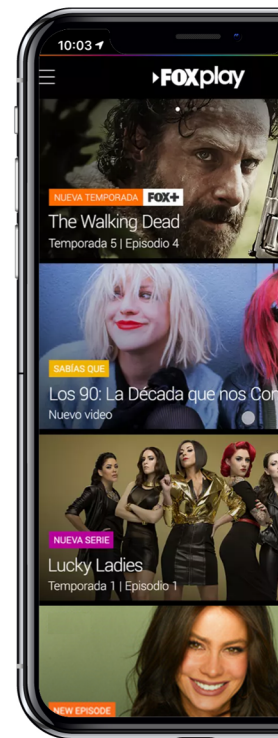 10:03
FOXplay
NUEVA TEMPORADA FOX+
The Walking Dead
Temporada 5 | Episodio 4
SABÍAS QUE
Los 90: La Década que nos Con
Nuevo video
NUEVA SERIE
Lucky Ladies
Temporada 1 | Episodio 1
NEW EPISODE